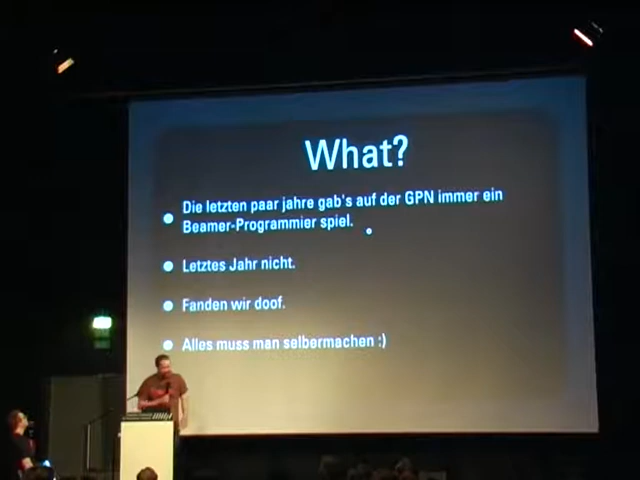 What?
Die letzten paar jahre gab's auf der GPN immer ein
Beamer-Programmier spiel.
Letztes Jahr nicht.
Fanden wir doof.
Alles muss man selbermachen :)